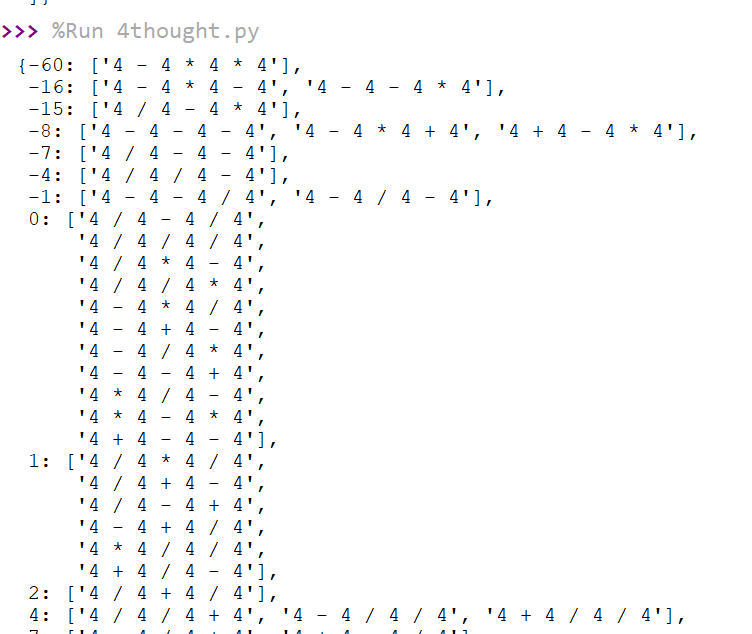 >>> %Run 4thought.py
{-60: ['4 - 4 * 4 * 4'],
-16: ['4 - 4 * 4 - 4', '4 - 4 - 4 * 4'],
-15: ['4 / 4 - 4 * 4'],
-8: ['4 - 4 - 4 - 4', '4 - 4 * 4 + 4', '4 + 4 - 4 * 4'],
-7: ['4 / 4 - 4 - 4'],
-4: ['4 / 4 / 4 - 4'],
-1: ['4 - 4 - 4 / 4', '4 - 4 / 4 - 4'],
0: ['4 / 4 - 4 / 4',
'4 / 4 / 4 / 4',
'4 / 4 * 4 - 4',
'4 / 4 / 4 * 4',
'4 - 4 * 4 / 4',
'4 - 4 + 4 - 4',
'4 - 4 / 4 * 4',
'4 - 4 - 4 + 4',
'4 * 4 / 4 - 4',
'4 * 4 - 4 * 4',
'4 + 4 - 4 - 4'],
1: ['4 / 4 * 4 / 4',
'4 / 4 + 4 - 4',
'4 / 4 - 4 + 4',
'4 - 4 + 4 / 4',
'4 * 4 / 4 / 4',
'4 + 4 / 4 - 4'],
2: ['4 / 4 + 4 / 4'],
4: ['4 / 4 / 4 + 4', '4 - 4 / 4 / 4', '4 + 4 / 4 / 4'],